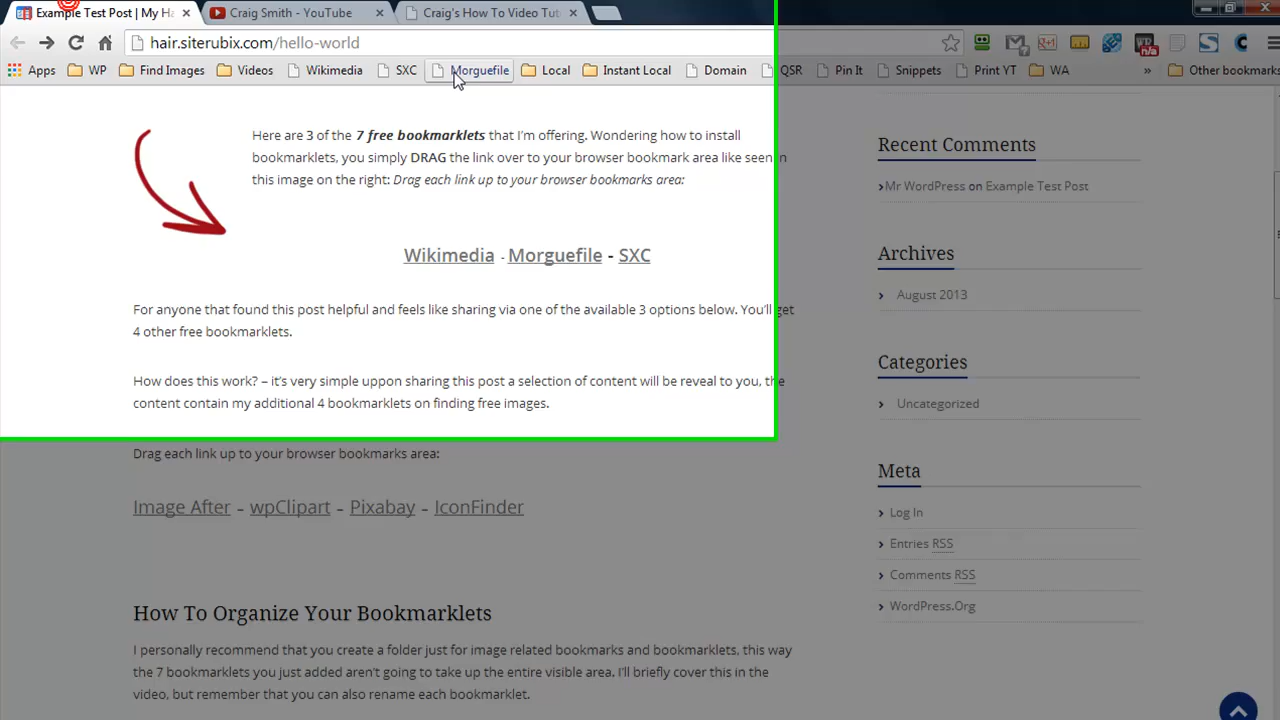 Example Test Post | My Ha
Craig Smith - YouTube
Craig's How To Video Tut
hair.siterubix.com/hello-world
Apps
WP
Find Images
Videos
Wikimedia
SXC
Morguefile
Local
Instant Local
Domain
QSR
Pin It
Snippets
Print YT
WA
»
Other bookmarks
Here are 3 of the 7 free bookmarklets that I'm offering. Wondering how to install
bookmarklets, you simply DRAG the link over to your browser bookmark area like seen in
this image on the right: Drag each link up to your browser bookmarks area:
Wikimedia - Morguefile - SXC
For anyone that found this post helpful and feels like sharing via one of the available 3 options below. You'll get
4 other free bookmarklets.
How does this work? – it's very simple uppon sharing this post a selection of content will be reveal to you, the
content contain my additional 4 bookmarklets on finding free images.
Drag each link up to your browser bookmarks area:
Image After – wpClipart – Pixabay – IconFinder
How To Organize Your Bookmarklets
I personally recommend that you create a folder just for image related bookmarks and bookmarklets, this way
the 7 bookmarklets you just added aren't going to take up the entire visible area. I'll briefly cover this in the
video, but remember that you can also rename each bookmarklet.
Recent Comments
Mr WordPress on Example Test Post
Archives
August 2013
Categories
Uncategorized
Meta
Log In
Entries RSS
Comments RSS
WordPress.Org